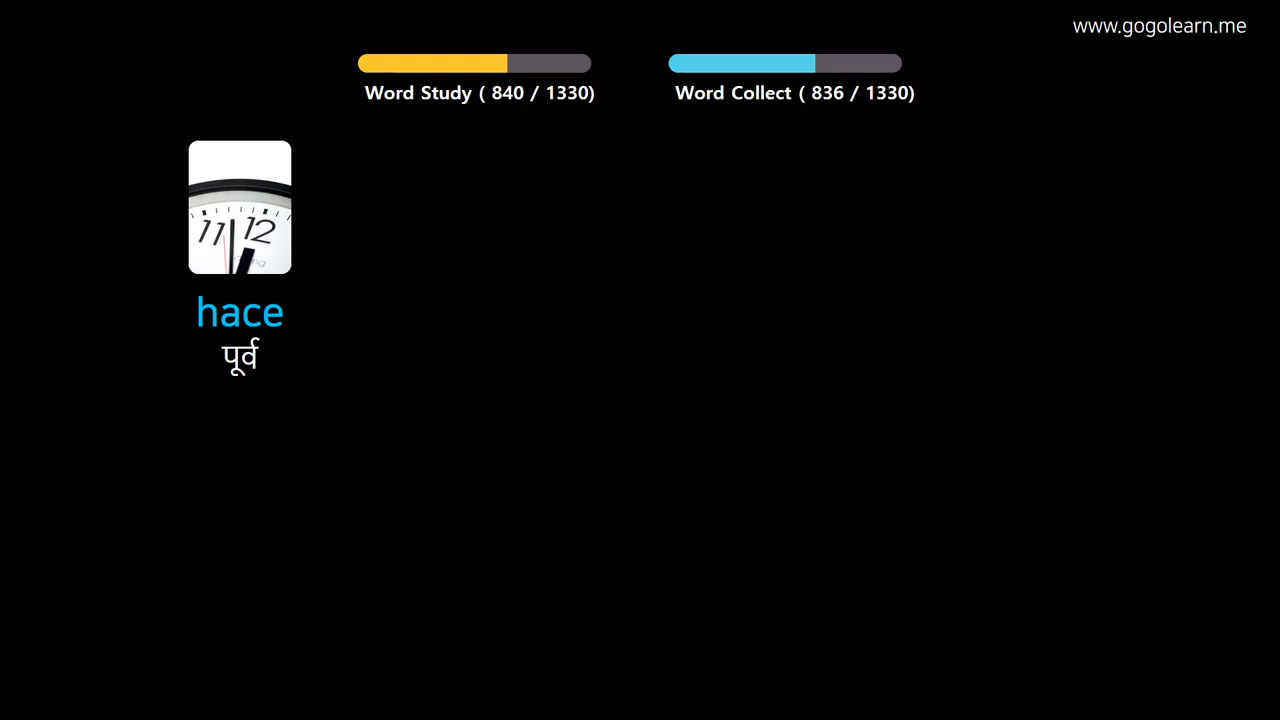 www.gogolearn.me
Word Study ( 840 / 1330)
Word Collect ( 836 / 1330)
11 12
hace
पूर्व